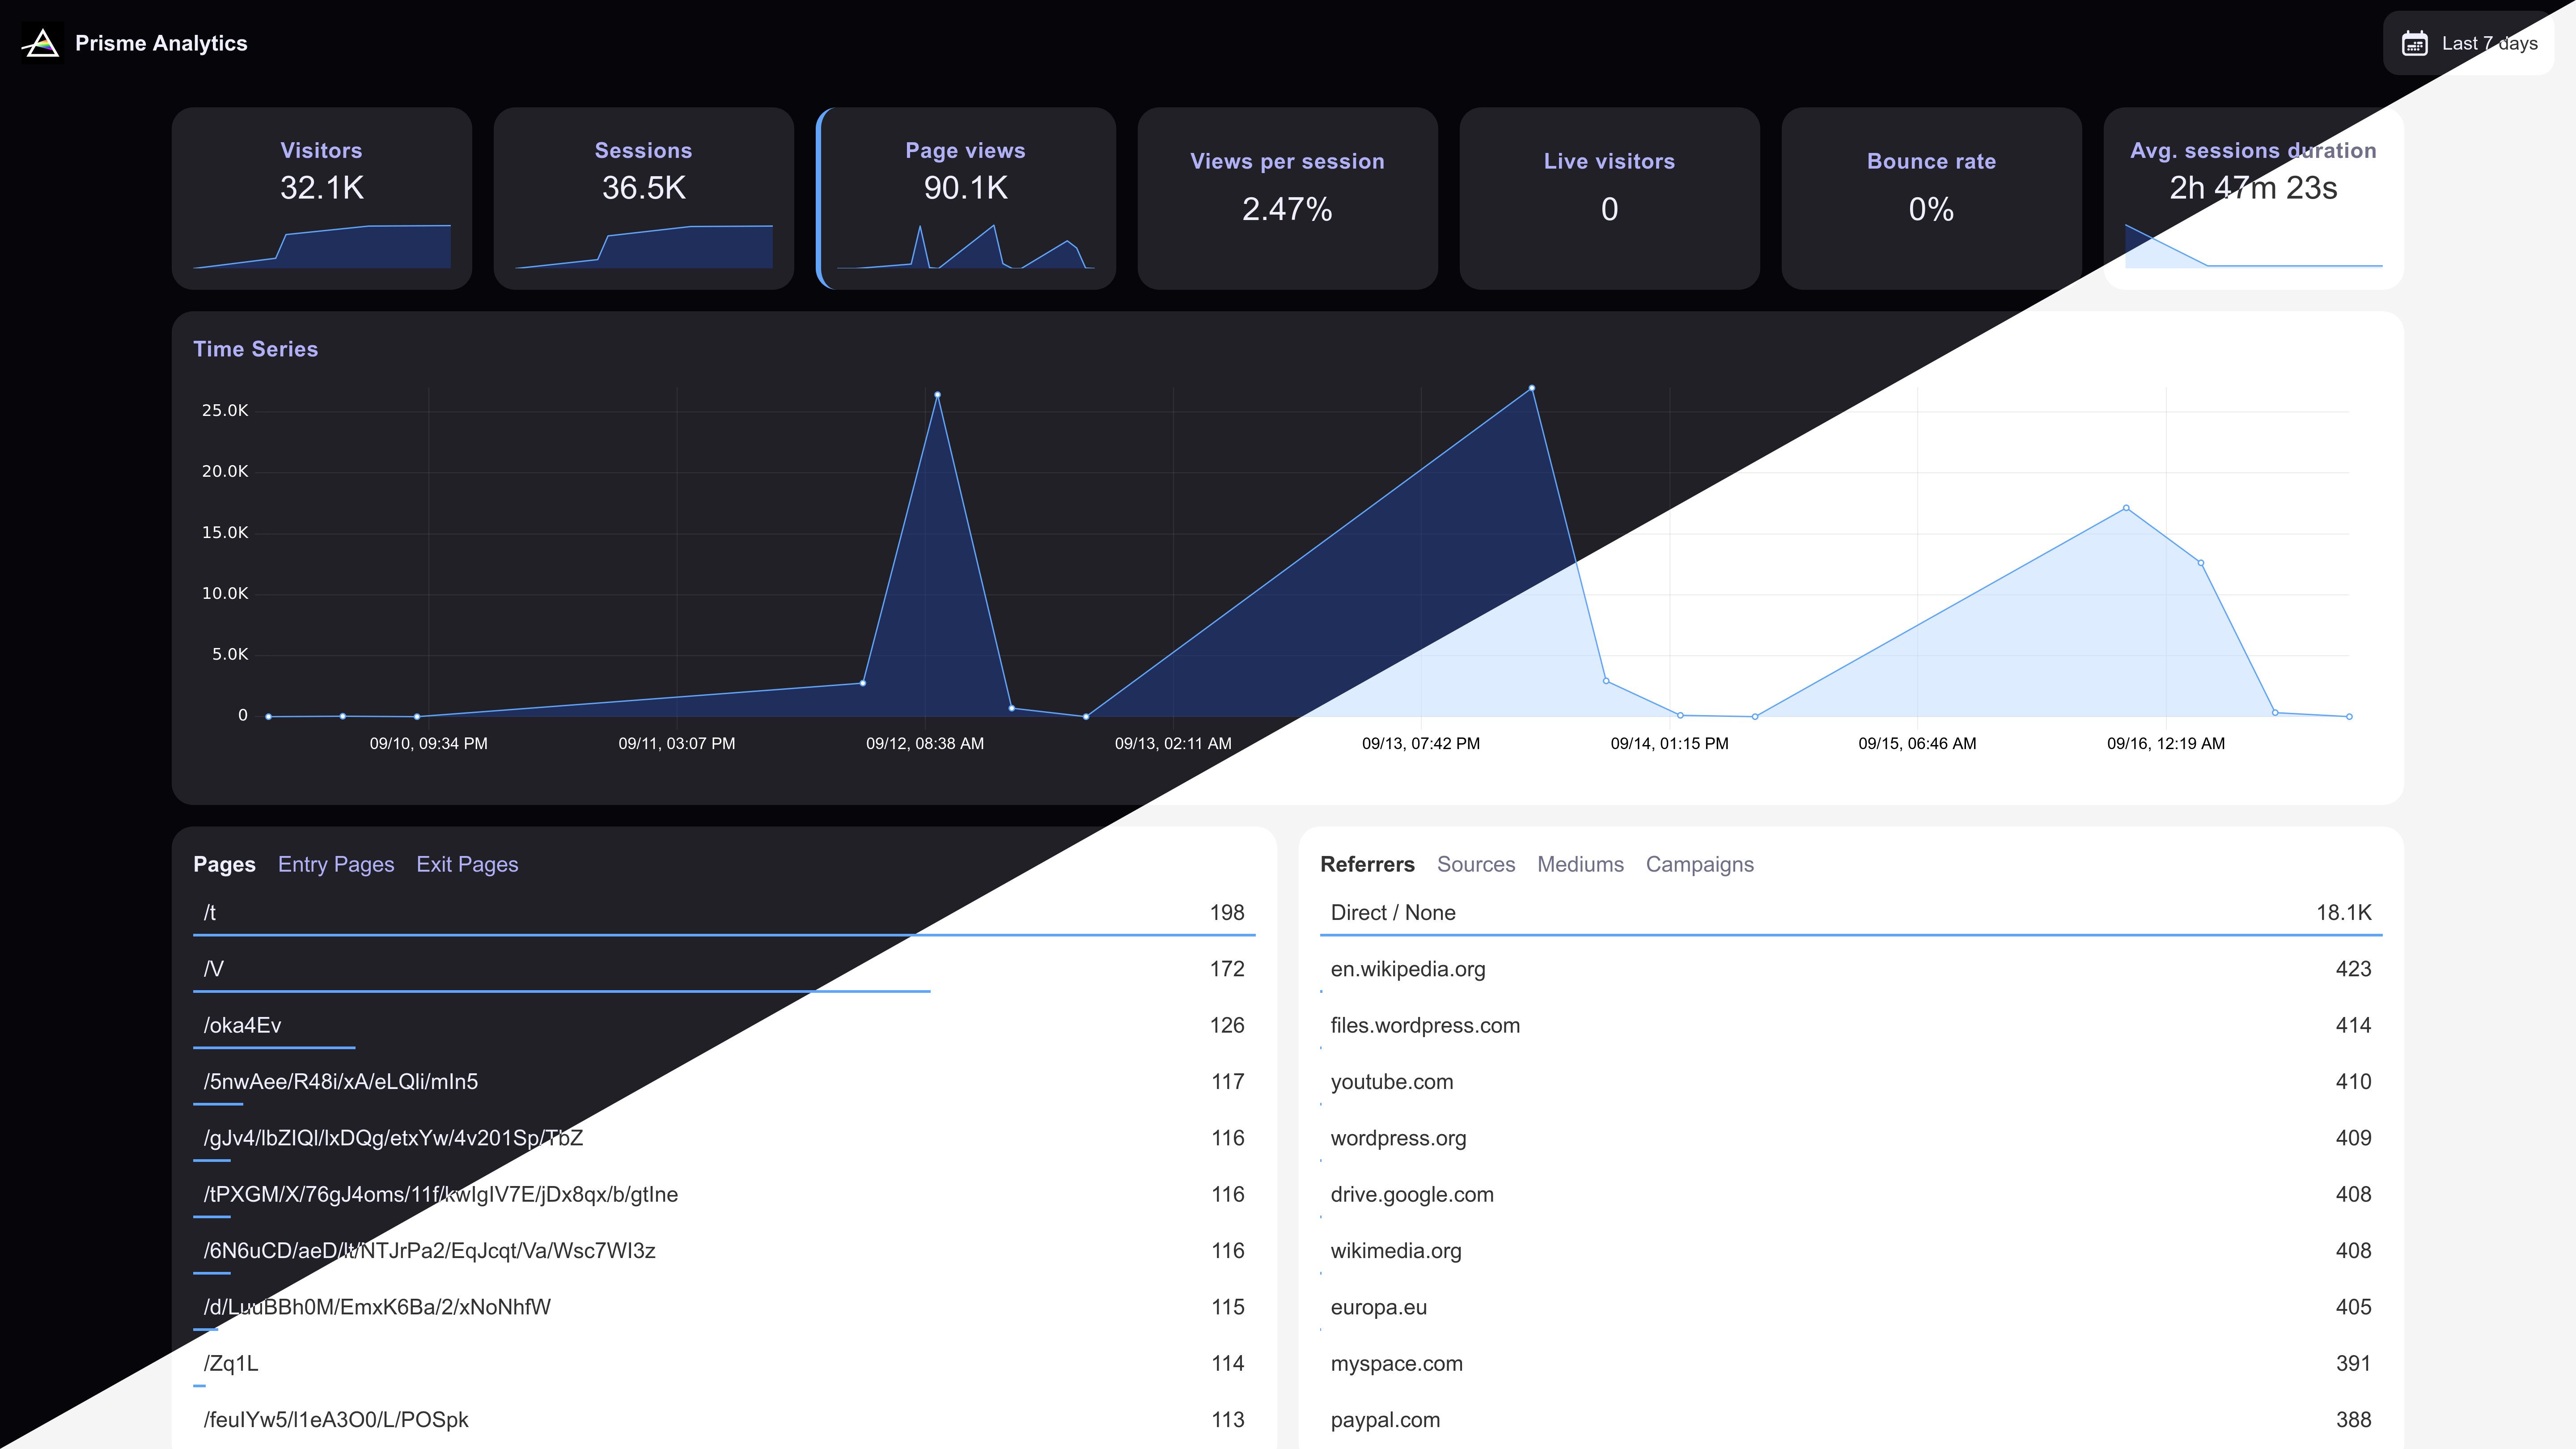 Prisme Analytics
Last 7 days
Visitors
32.1K
Sessions
36.5K
Page views
90.1K
Views per session
2.47%
Live visitors
0
Bounce rate
0%
Avg. sessions duration
2h 47m 23s
Time Series
25.0K
20.0K
15.0K
10.0K
5.0K
0
09/10, 09:34 PM 09/11, 03:07 PM 09/12, 08:38 AM 09/13, 02:11 AM 09/13, 07:42 PM 09/14, 01:15 PM 09/15, 06:46 AM 09/16, 12:19 AM
Pages Entry Pages Exit Pages
/t 198
/V 172
/oka4Ev 126
/5nwAee/R48i/xA/eLQli/mIn5 117
/gJv4/lbZIQl/IxDQg/etxYw/4v201Sp/TbZ 116
/tPXGM/X/76gJ4oms/11f/kwIgIV7E/jDx8qx/b/gtIne 116
/6N6uCD/aeD/lt/NTJrPa2/EqJcqt/Va/Wsc7WI3z 116
/d/LuuBBh0M/EmxK6Ba/2/xNoNhfW 115
/Zq1L 114
/feuIYw5/I1eA3O0/L/POSpk 113
Referrers Sources Mediums Campaigns
Direct / None 18.1K
en.wikipedia.org 423
files.wordpress.com 414
youtube.com 410
wordpress.org 409
drive.google.com 408
wikimedia.org 408
europa.eu 405
myspace.com 391
paypal.com 388